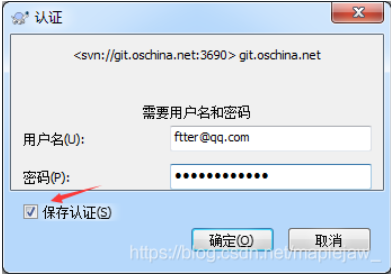 认证
<svn://git.oschina.net:3690> git.oschina.net
需要用户名和密码
用户名(U):
ftter@qq.com
密码(P):
●●●●●●●●●●●●
保存认证(S)
确定(O)
取消
https://blog.csdn.net/maplejaw_